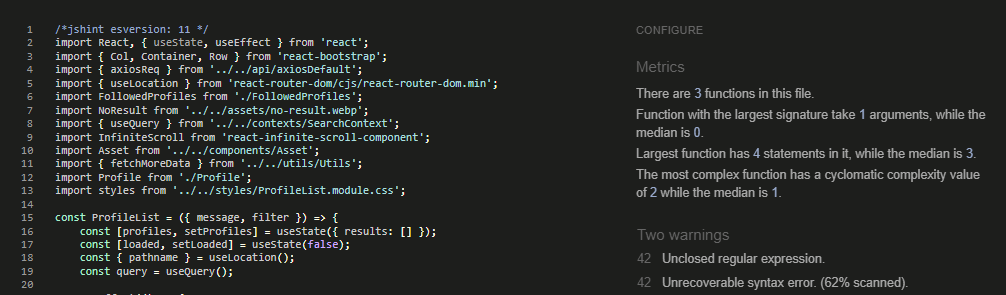 1 /*jshint esversion: 11 */
2 import React, { useState, useEffect } from 'react';
3 import { Col, Container, Row } from 'react-bootstrap';
4 import { axiosReq } from '../../api/axiosDefault';
5 import { useLocation } from 'react-router-dom/cjs/react-router-dom.min';
6 import FollowedProfiles from './FollowedProfiles';
7 import NoResult from '../../assets/no-result.webp';
8 import { useQuery } from '../../contexts/SearchContext';
9 import InfiniteScroll from 'react-infinite-scroll-component';
10 import Asset from '../../components/Asset';
11 import { fetchMoreData } from '../../utils/Utils';
12 import Profile from './Profile';
13 import styles from '../../styles/ProfileList.module.css';
14
15 const ProfileList = ({ message, filter }) => {
16 const [profiles, setProfiles] = useState({ results: [] });
17 const [loaded, setLoaded] = useState(false);
18 const { pathname } = useLocation();
19 const query = useQuery();
20
CONFIGURE
Metrics
There are 3 functions in this file.
Function with the largest signature take 1 arguments, while the
median is 0.
Largest function has 4 statements in it, while the median is 3.
The most complex function has a cyclomatic complexity value
of 2 while the median is 1.
Two warnings
42 Unclosed regular expression.
42 Unrecoverable syntax error. (62% scanned).